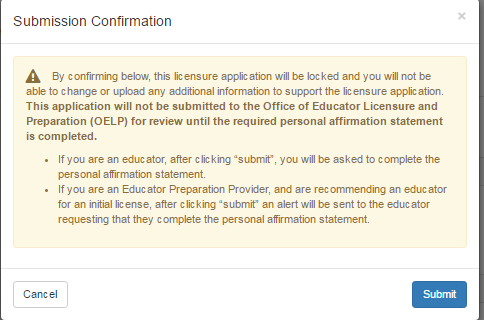 Submission Confirmation
×
By confirming below, this licensure application will be locked and you will not be
able to change or upload any additional information to support the licensure application.
This application will not be submitted to the Office of Educator Licensure and
Preparation (OELP) for review until the required personal affirmation statement
is completed.
• If you are an educator, after clicking “submit”, you will be asked to complete the
personal affirmation statement.
• If you are an Educator Preparation Provider, and are recommending an educator
for an initial license, after clicking “submit” an alert will be sent to the educator
requesting that they complete the personal affirmation statement.
Cancel
Submit